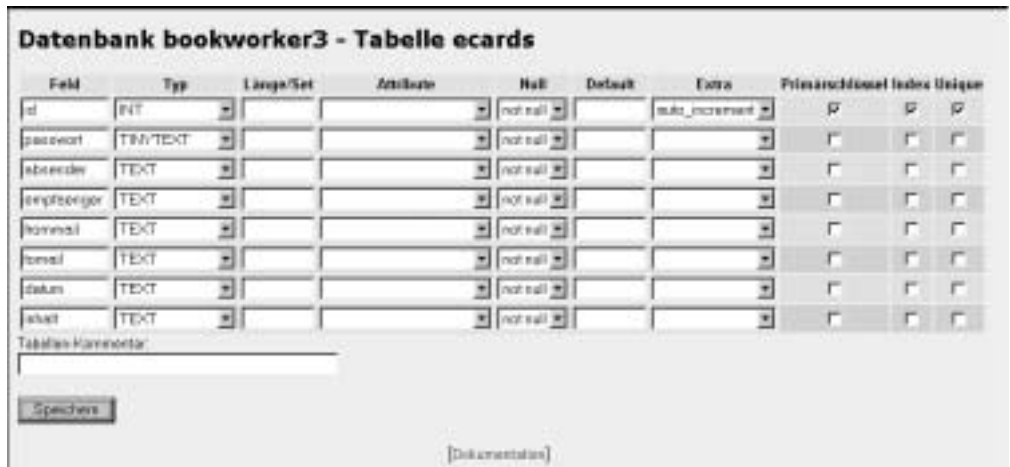 Datenbank bookworker3 - Tabelle ecards
Feld Typ Länge/Set Attribute Null Default Extra Primärschlüssel Index Unique
id INT not null auto_increment
passwort TINYTEXT not null
absender TEXT not null
empfaenger TEXT not null
frommail TEXT not null
tomail TEXT not null
datum TEXT not null
inhalt TEXT not null
Tabellen-Kommentar:
Speichern
[Dokumentation]